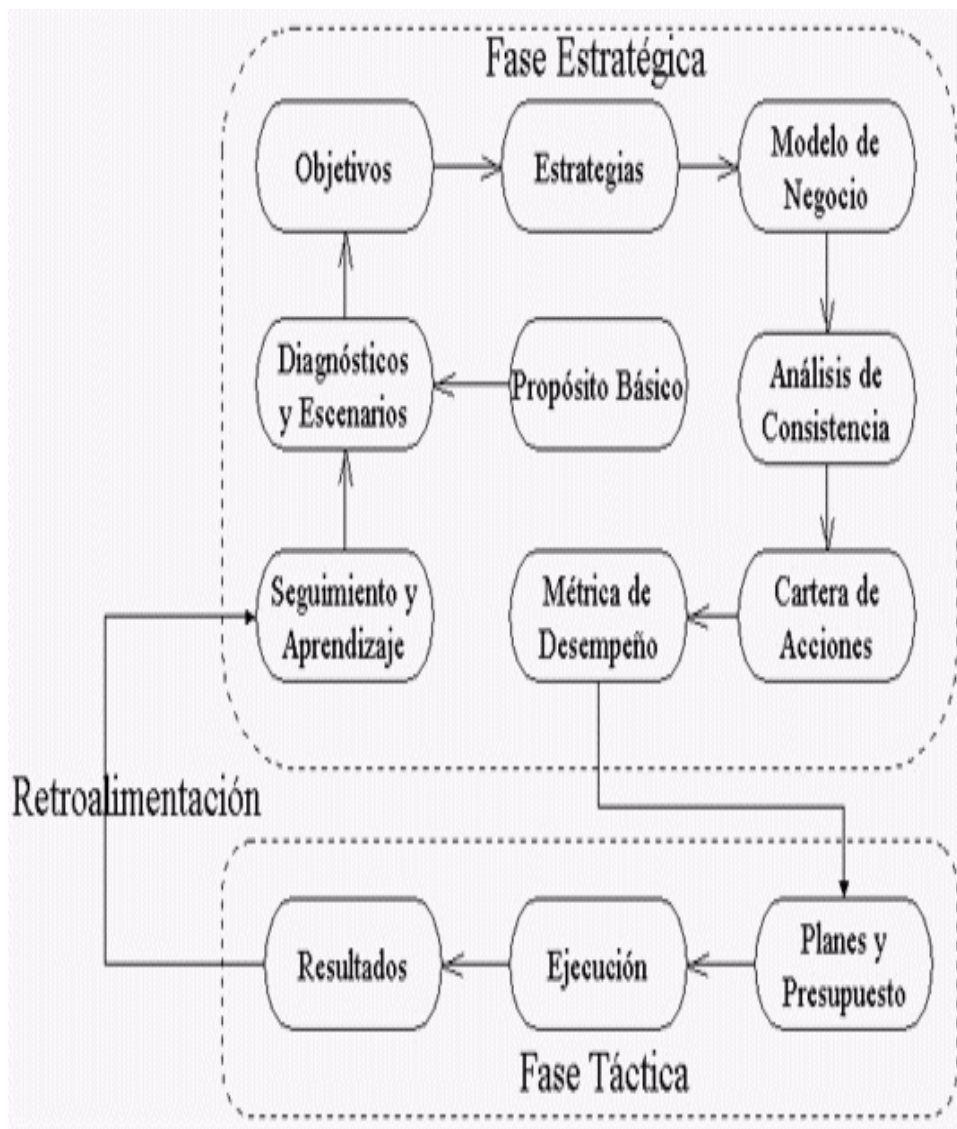 Fase Estratégica
Objetivos
Estrategias
Modelo de
Negocio
Diagnósticos
y Escenarios
Propósito Básico
Análisis de
Consistencia
Seguimiento y
Aprendizaje
Métrica de
Desempeño
Cartera de
Acciones
Retroalimentación
Resultados
Ejecución
Planes y
Presupuesto
Fase Táctica